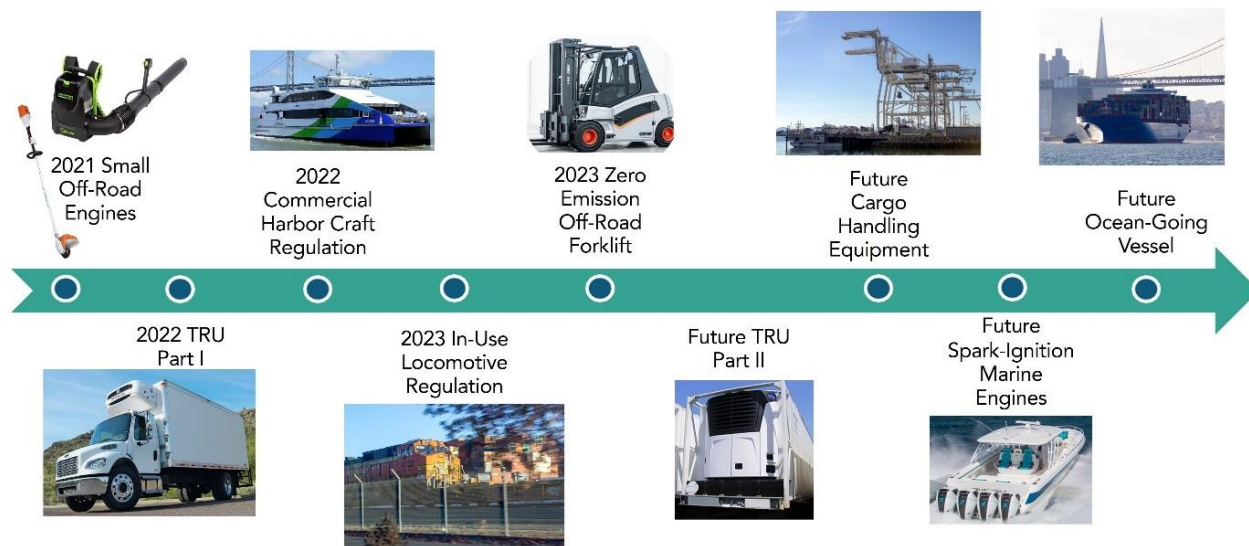 2021 Small
Off-Road
Engines
2022 TRU
Part I
2022
Commercial
Harbor Craft
Regulation
2023 In-Use
Locomotive
Regulation
2023 Zero
Emission
Off-Road
Forklift
Future TRU
Part II
Future
Cargo
Handling
Equipment
Future
Spark-Ignition
Marine
Engines
Future
Ocean-Going
Vessel